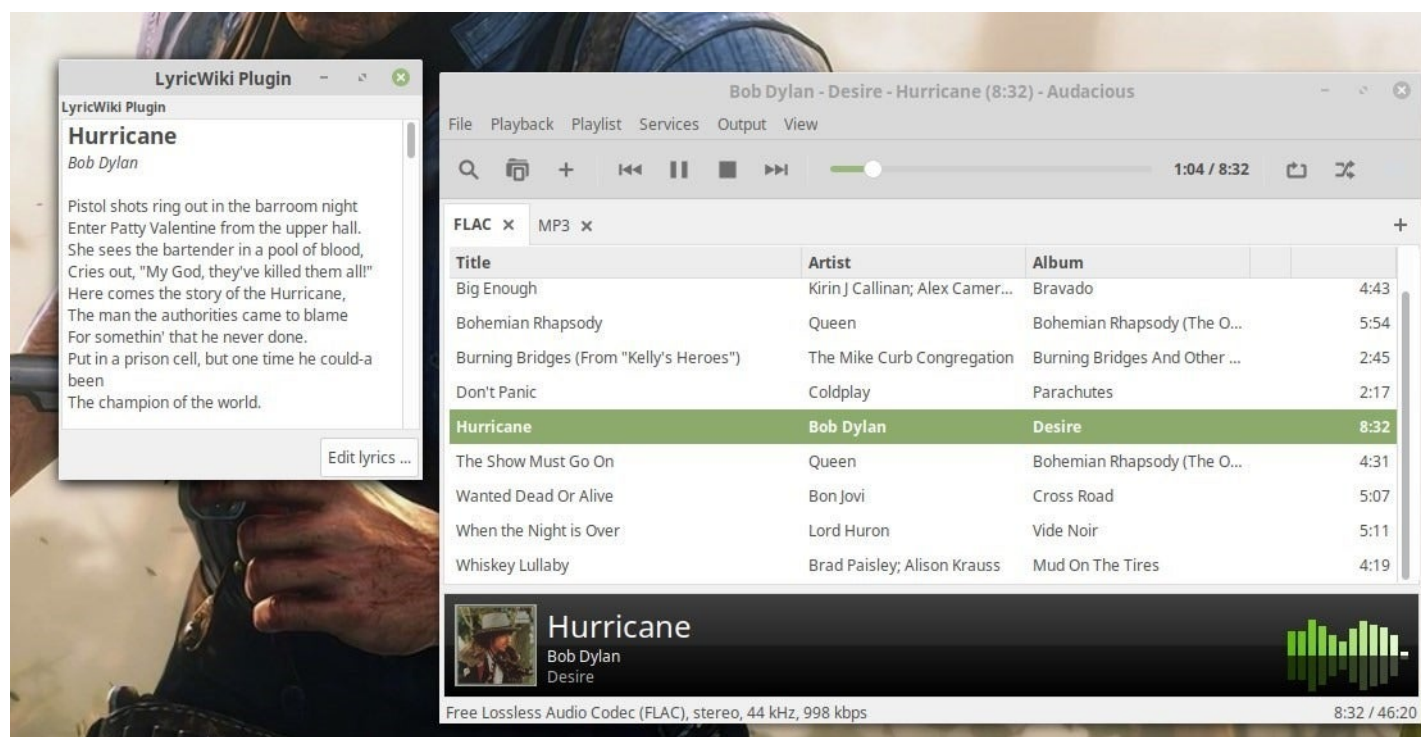 LyricWiki Plugin
LyricWiki Plugin
Hurricane
Bob Dylan
Pistol shots ring out in the barroom night
Enter Patty Valentine from the upper hall.
She sees the bartender in a pool of blood,
Cries out, "My God, they've killed them all!"
Here comes the story of the Hurricane,
The man the authorities came to blame
For somethin' that he never done.
Put in a prison cell, but one time he could-a
been
The champion of the world.
Edit lyrics ...
Bob Dylan - Desire - Hurricane (8:32) - Audacious
File Playback Playlist Services Output View
1:04 / 8:32
FLAC MP3
Title Artist Album
Big Enough Kirin J Callinan; Alex Camer... Bravado 4:43
Bohemian Rhapsody Queen Bohemian Rhapsody (The O... 5:54
Burning Bridges (From "Kelly's Heroes") The Mike Curb Congregation Burning Bridges And Other ... 2:45
Don't Panic Coldplay Parachutes 2:17
Hurricane Bob Dylan Desire 8:32
The Show Must Go On Queen Bohemian Rhapsody (The O... 4:31
Wanted Dead Or Alive Bon Jovi Cross Road 5:07
When the Night is Over Lord Huron Vide Noir 5:11
Whiskey Lullaby Brad Paisley; Alison Krauss Mud On The Tires 4:19
Hurricane
Bob Dylan
Desire
Free Lossless Audio Codec (FLAC), stereo, 44 kHz, 998 kbps 8:32 / 46:20